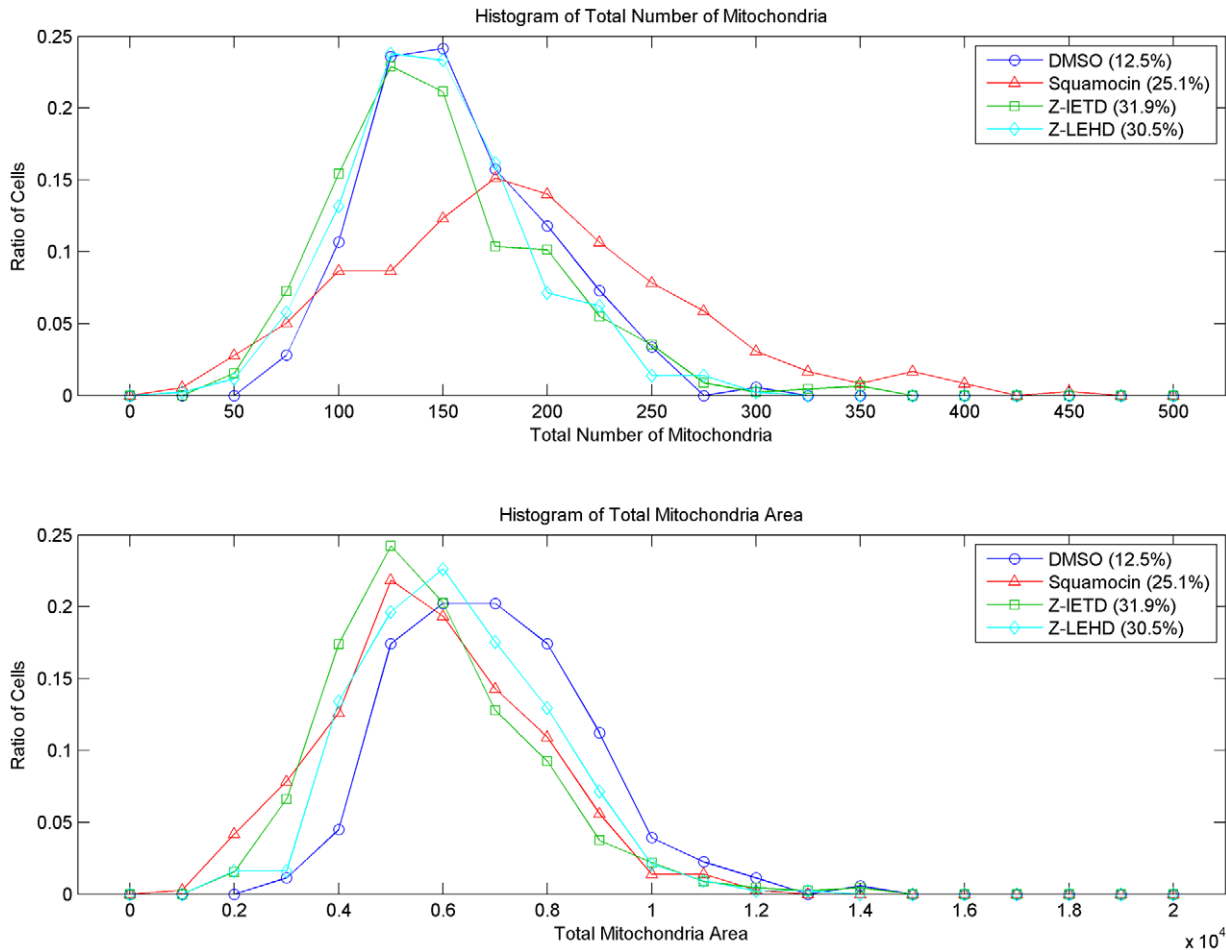 Histogram of Total Number of Mitochondria
0.25
0.2
0.15
0.1
0.05
0
Ratio of Cells
DMSO (12.5%)
Squamocin (25.1%)
Z-IETD (31.9%)
Z-LEHD (30.5%)
0 50 100 150 200 250 300 350 400 450 500
Total Number of Mitochondria
Histogram of Total Mitochondria Area
0.25
0.2
0.15
0.1
0.05
0
Ratio of Cells
DMSO (12.5%)
Squamocin (25.1%)
Z-IETD (31.9%)
Z-LEHD (30.5%)
0 0.2 0.4 0.6 0.8 1 1.2 1.4 1.6 1.8 2
x 10⁴
Total Mitochondria Area